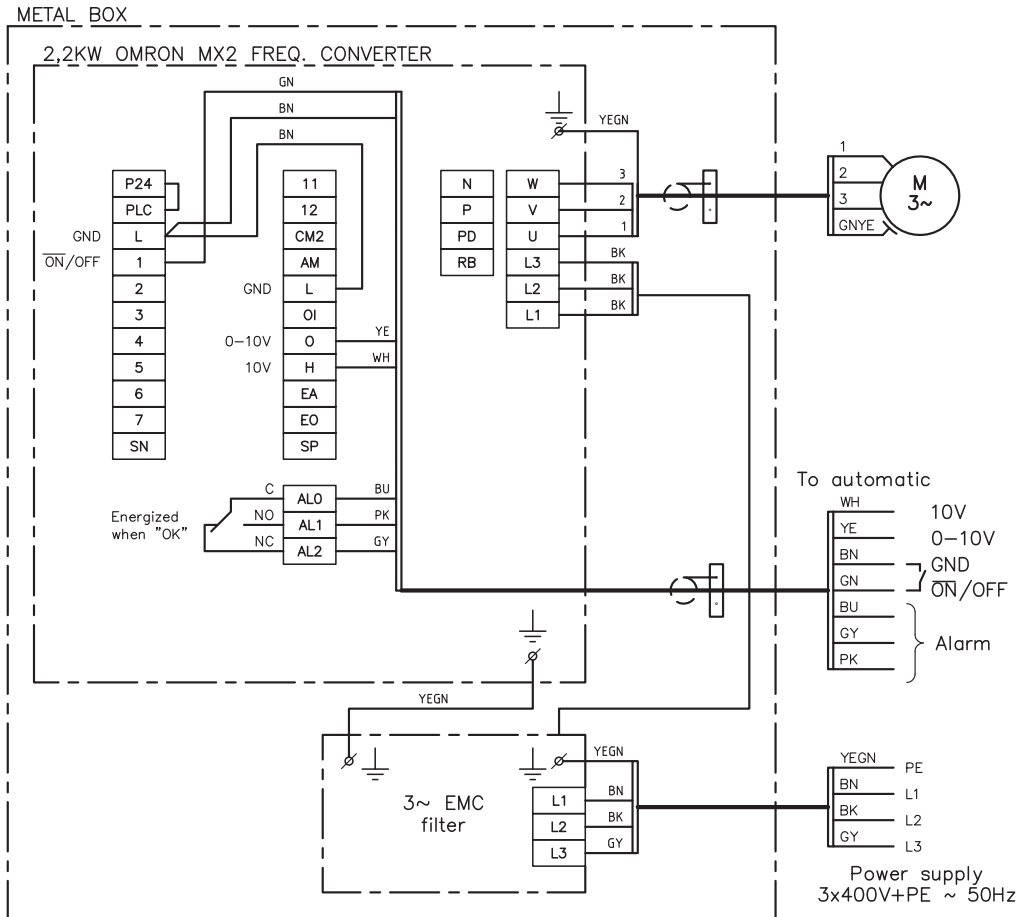 METAL BOX
2,2KW OMRON MX2 FREQ. CONVERTER
GN
BN
BN
YEGN
P24
PLC
GND L
ON/OFF 1
2
3
4
5
6
7
SN
11
12
CM2
AM
GND L
OI
0-10V O YE
10V H WH
EA
EO
SP
N
P
PD
RB
W 3
V 2
U 1
L3 BK
L2 BK
L1 BK
1
2
3
GNYE
M
3~
Energized
when "OK"
C AL0 BU
NO AL1 PK
NC AL2 GY
To automatic
WH 10V
YE 0-10V
BN GND
GN ON/OFF
BU
GY Alarm
PK
YEGN
YEGN
3~ EMC
filter
L1 BN
L2 BK
L3 GY
YEGN PE
BN L1
BK L2
GY L3
Power supply
3x400V+PE ~ 50Hz